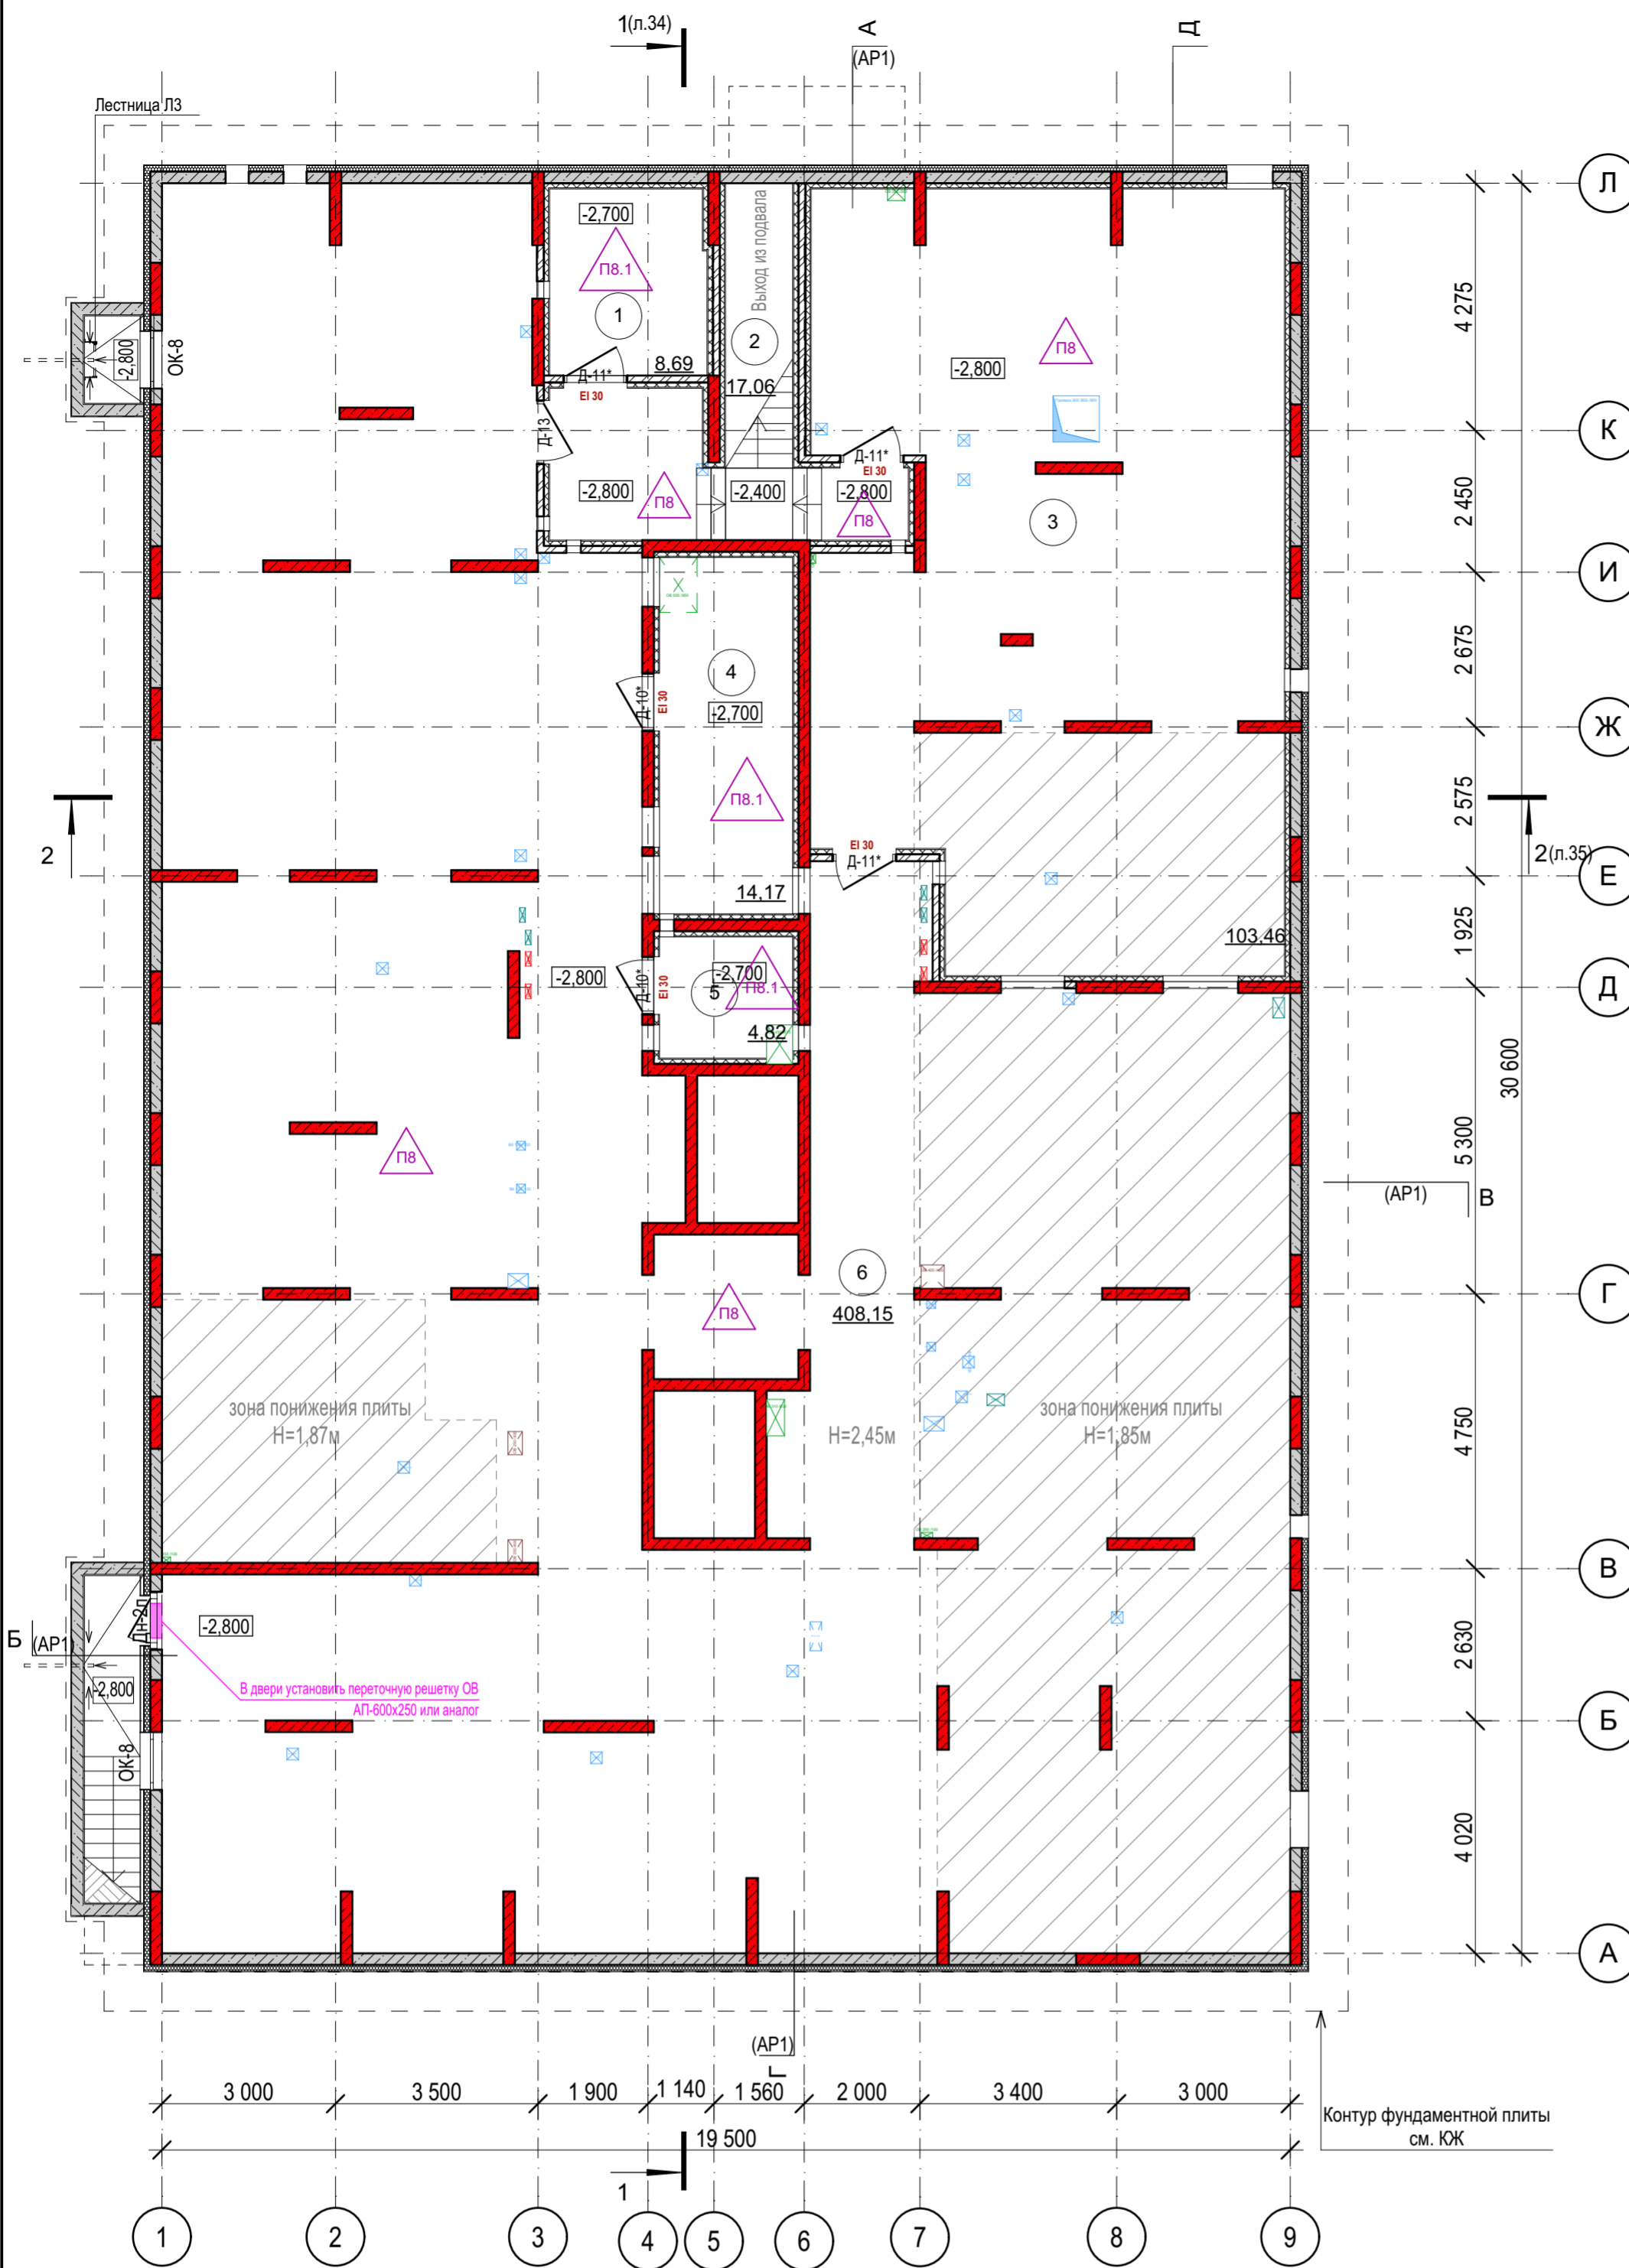 1(л.34)
А
(АР1)
Д
Лестница Л3
Л
-2,700
П8.1
1
Выход из подвала
2
4 275
П8
-2,800
-2,800
ОК-8
8,69
17,06
Д-11*
EI 30
Д-13
К
Д-11*
EI 30
-2,800
П8
-2,400
-2,800
П8
3
2 450
И
4
Д-10*
EI 30
-2,700
2 675
Ж
П8.1
2
2 575
2(л.35)
EI 30
Д-11*
Е
14,17
103,46
1 925
-2,800
Д-10*
EI 30
-2,700
П8.1
5
4,82
Д
30 600
П8
5 300
(АР1)
В
6
408,15
П8
Г
зона понижения плиты
H=1,87м
H=2,45м
зона понижения плиты
H=1,85м
4 750
В
Дн-2л
-2,800
Б
(АР1)
-2,800
В двери установить переточную решетку ОВ
АП-600х250 или аналог
2 630
Б
ОК-8
4 020
А
(АР1)
Г
3 000
3 500
1 900
1 140
1 560
2 000
3 400
3 000
19 500
Контур фундаментной плиты
см. КЖ
1
1
2
3
4
5
6
7
8
9